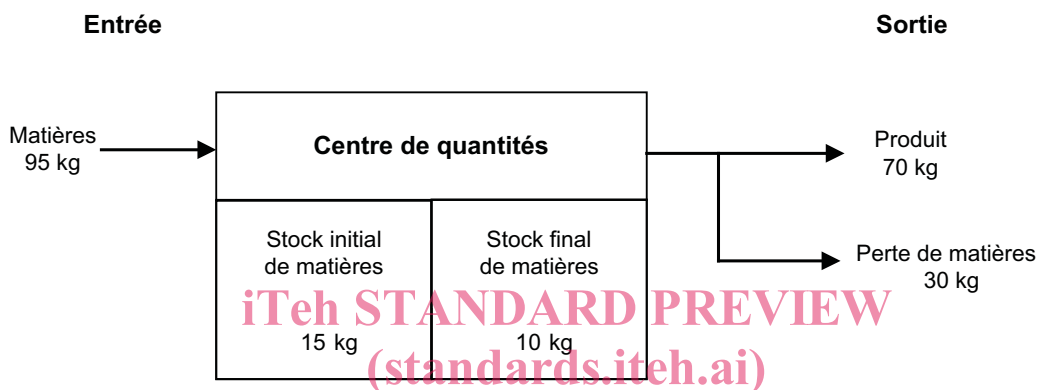 Entrée
Sortie
Matières
95 kg
Centre de quantités
Produit
70 kg
Stock initial
de matières
15 kg
Stock final
de matières
10 kg
Perte de matières
30 kg
iTeh STANDARD PREVIEW
(standards.iteh.ai)